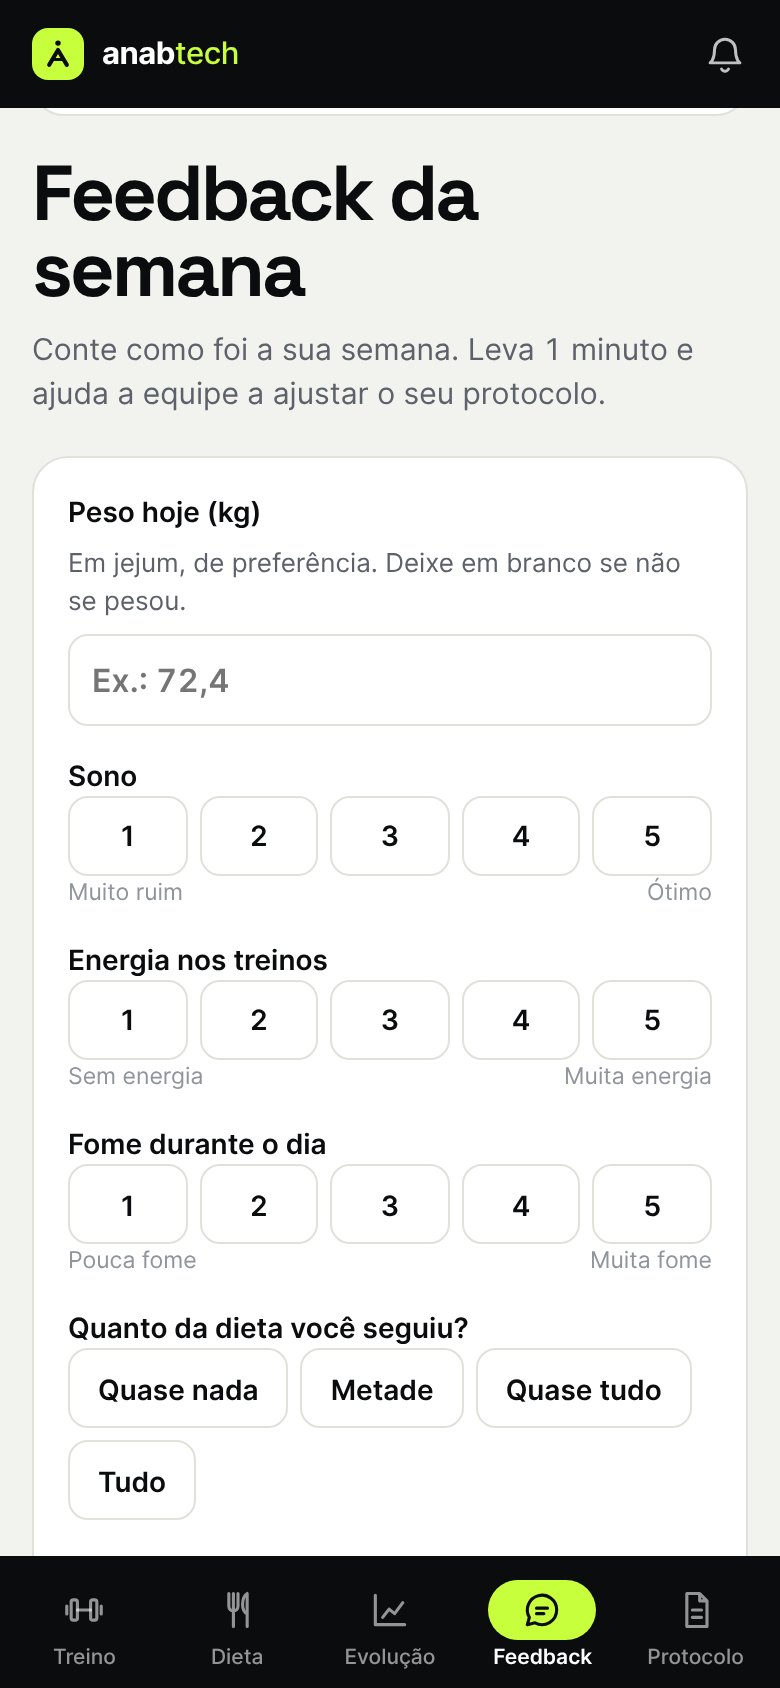 anabtech
Feedback da
semana
Conte como foi a sua semana. Leva 1 minuto e
ajuda a equipe a ajustar o seu protocolo.
Peso hoje (kg)
Em jejum, de preferência. Deixe em branco se não
se pesou.
Ex.: 72,4
Sono
1 2 3 4 5
Muito ruim Ótimo
Energia nos treinos
1 2 3 4 5
Sem energia Muita energia
Fome durante o dia
1 2 3 4 5
Pouca fome Muita fome
Quanto da dieta você seguiu?
Quase nada Metade Quase tudo
Tudo
Treino Dieta Evolução Feedback Protocolo